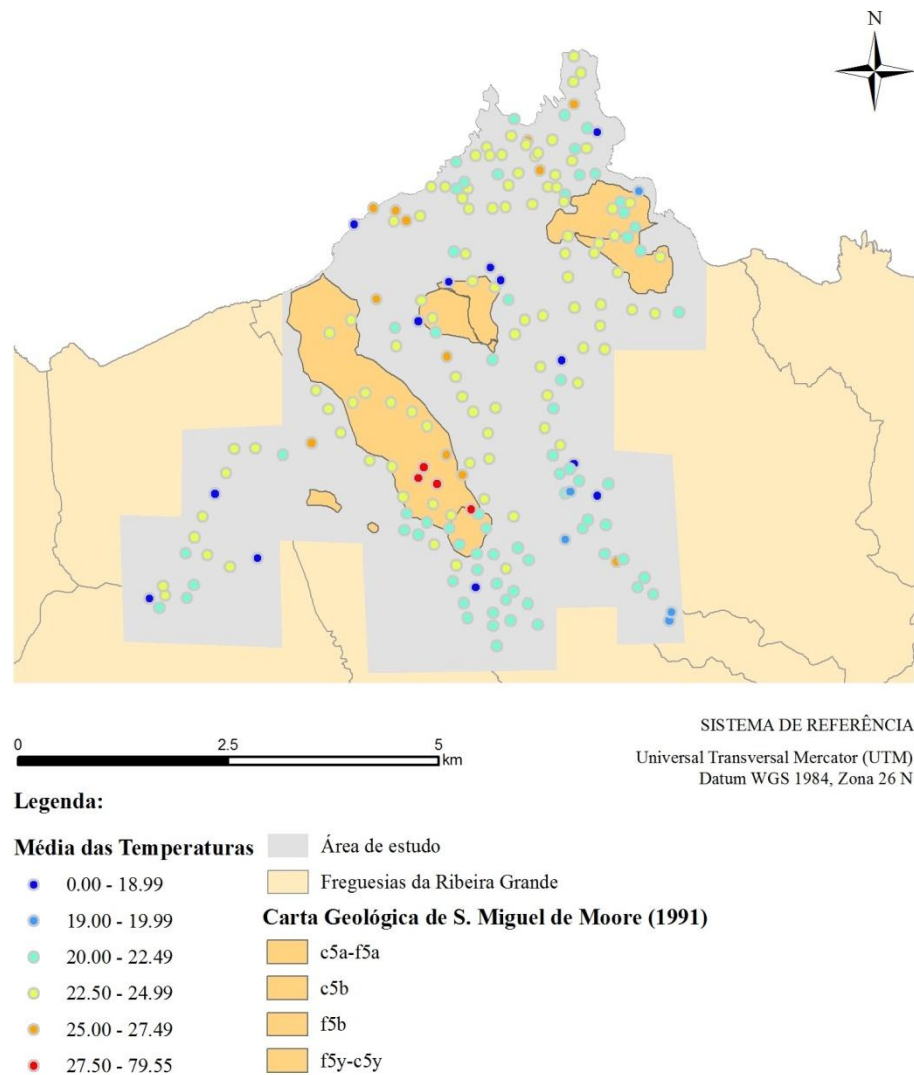 N
SISTEMA DE REFERÊNCIA
Universal Transversal Mercator (UTM)
Datum WGS 1984, Zona 26 N
0 2.5 5
km
Legenda:
Média das Temperaturas
0.00 - 18.99
19.00 - 19.99
20.00 - 22.49
22.50 - 24.99
25.00 - 27.49
27.50 - 79.55
Área de estudo
Freguesias da Ribeira Grande
Carta Geológica de S. Miguel de Moore (1991)
c5a-f5a
c5b
f5b
f5y-c5y